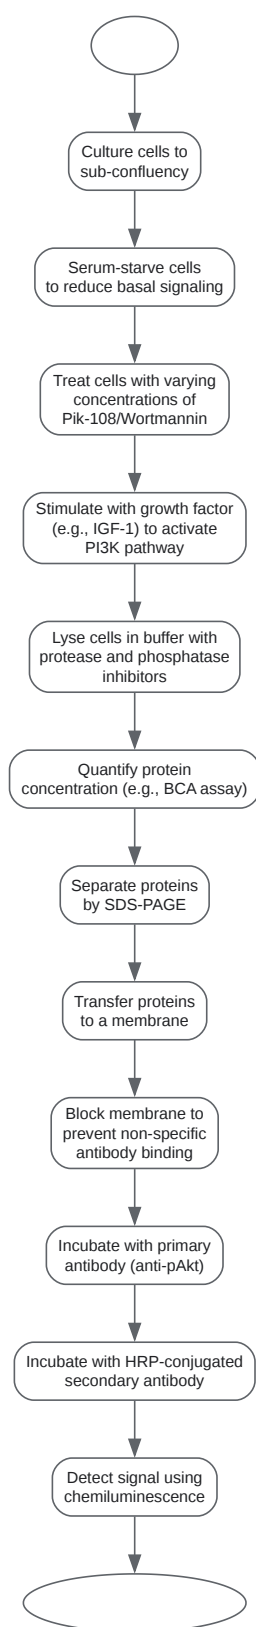 Culture cells to
sub-confluency
Serum-starve cells
to reduce basal signaling
Treat cells with varying
concentrations of
Pik-108/Wortmannin
Stimulate with growth factor
(e.g., IGF-1) to activate
PI3K pathway
Lyse cells in buffer with
protease and phosphatase
inhibitors
Quantify protein
concentration (e.g., BCA assay)
Separate proteins
by SDS-PAGE
Transfer proteins
to a membrane
Block membrane to
prevent non-specific
antibody binding
Incubate with primary
antibody (anti-pAkt)
Incubate with HRP-conjugated
secondary antibody
Detect signal using
chemiluminescence